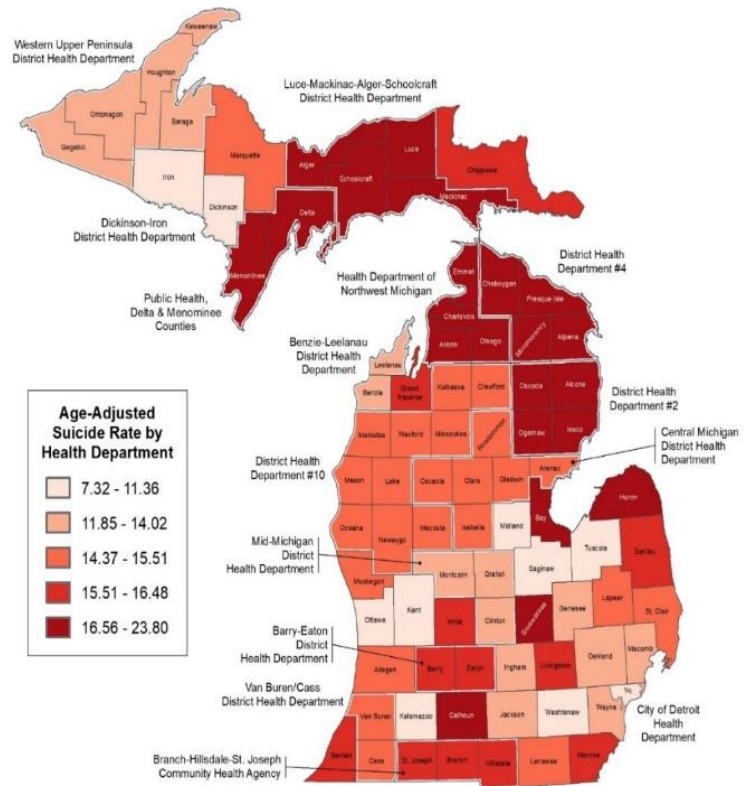 Keweenaw
Western Upper Peninsula
District Health Department
Houghton
Ontonagon
Baraga
Gogebic
Luce-Mackinac-Alger-Schoolcraft
District Health Department
Marquette
Iron
Dickinson
Alger
Luce
Schoolcraft
Chippewa
Mackinac
Delta
Menominee
Dickinson-Iron
District Health Department
Public Health,
Delta & Menominee
Counties
Health Department of
Northwest Michigan
District Health
Department #4
Emmet
Cheboygan
Presque Isle
Charlevoix
Antrim
Otsego
Montmorency
Alpena
Benzie-Leelanau
District Health
Department
Leelanau
Benzie
Grand
Traverse
Kalkaska
Crawford
Oscoda
Alcona
District Health
Department #2
Manistee
Wexford
Missaukee
Roscommon
Ogemaw
Iosco
Central Michigan
District Health
Department
District Health
Department #10
Mason
Lake
Osceola
Clare
Gladwin
Arenac
Huron
Oceana
Newaygo
Mecosta
Isabella
Midland
Bay
Tuscola
Sanilac
Mid-Michigan
District
Health Department
Montcalm
Gratiot
Saginaw
Muskegon
Ottawa
Kent
Ionia
Clinton
Shiawassee
Genesee
Lapeer
St. Clair
Barry-Eaton
District
Health Department
Allegan
Barry
Eaton
Ingham
Livingston
Oakland
Macomb
Van Buren/Cass
District Health Department
Van Buren
Kalamazoo
Calhoun
Jackson
Washtenaw
Wayne
City of Detroit
Health
Department
Berrien
Cass
St. Joseph
Branch
Hillsdale
Lenawee
Monroe
Branch-Hillsdale-St. Joseph
Community Health Agency
Age-Adjusted
Suicide Rate by
Health Department
7.32 - 11.36
11.85 - 14.02
14.37 - 15.51
15.51 - 16.48
16.56 - 23.80